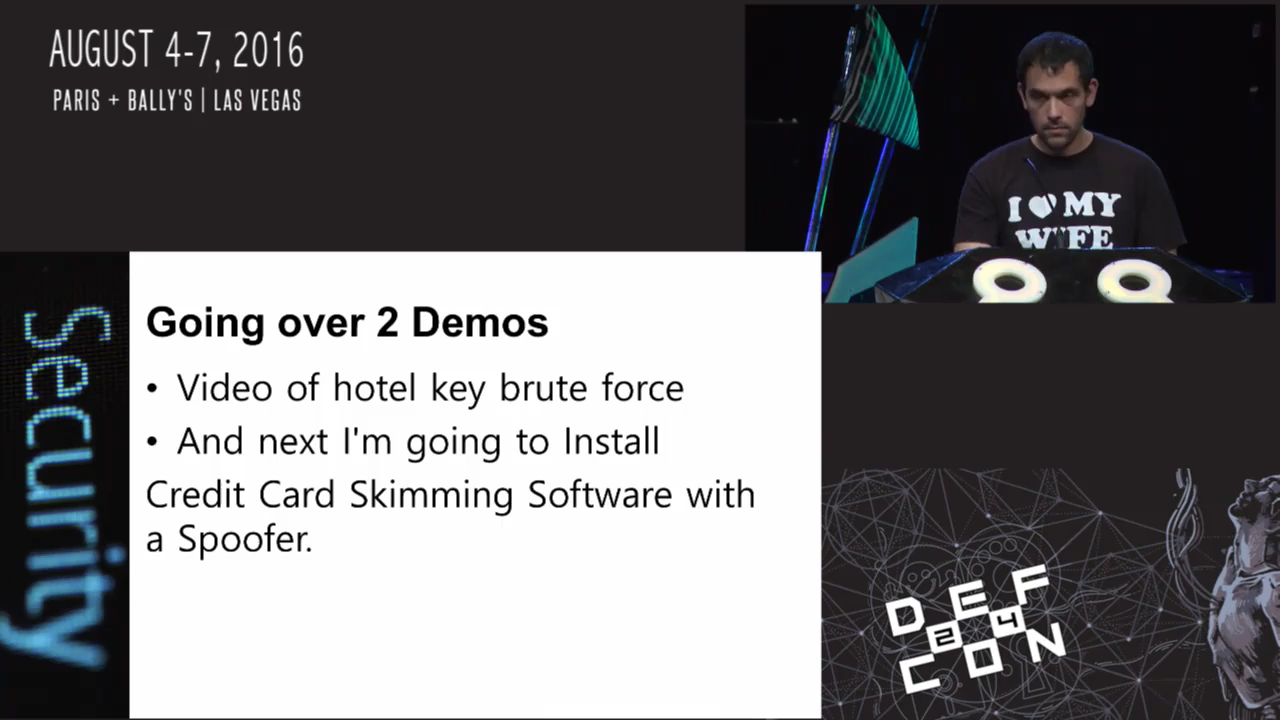 AUGUST 4-7, 2016
PARIS + BALLY'S | LAS VEGAS
I ♥ MY
WIFE
Security
Going over 2 Demos
• Video of hotel key brute force
• And next I'm going to Install
Credit Card Skimming Software with
a Spoofer.
DEF
24
CON